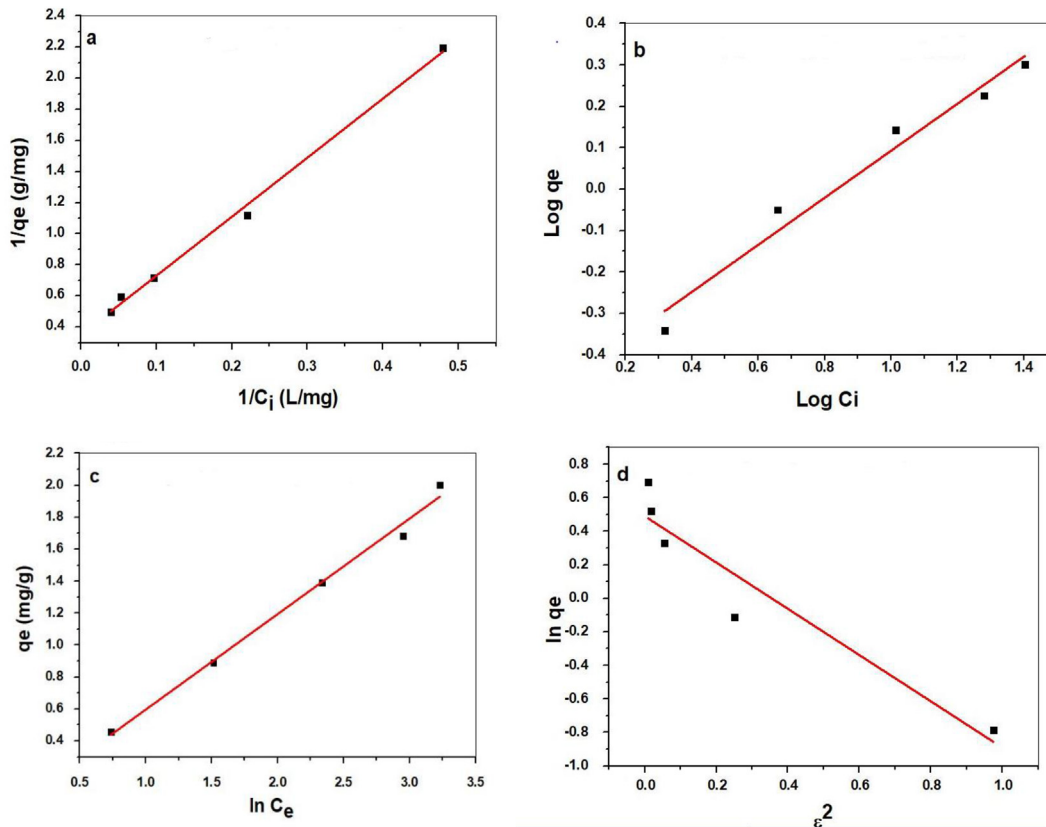 a
2.4
2.2
2.0
1.8
1.6
1.4
1.2
1.0
0.8
0.6
0.4
1/qe (g/mg)
0.0 0.1 0.2 0.3 0.4 0.5
1/Ci (L/mg)
b
0.4
0.3
0.2
0.1
0.0
-0.1
-0.2
-0.3
-0.4
Log qe
0.2 0.4 0.6 0.8 1.0 1.2 1.4
Log Ci
c
2.2
2.0
1.8
1.6
1.4
1.2
1.0
0.8
0.6
0.4
qe (mg/g)
0.5 1.0 1.5 2.0 2.5 3.0 3.5
ln Ce
d
0.8
0.6
0.4
0.2
0.0
-0.2
-0.4
-0.6
-0.8
-1.0
ln qe
0.0 0.2 0.4 0.6 0.8 1.0
ε2